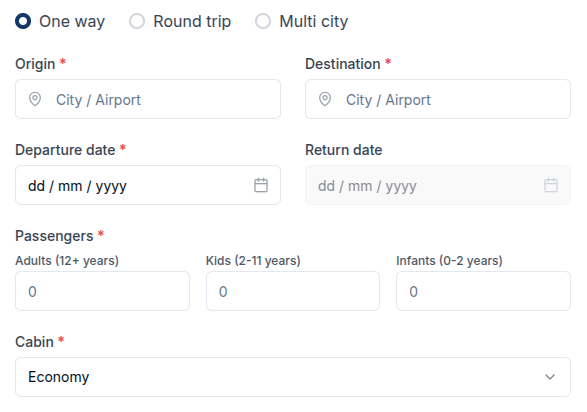 One way Round trip Multi city
Origin * Destination *
City / Airport City / Airport
Departure date * Return date
dd / mm / yyyy dd / mm / yyyy
Passengers *
Adults (12+ years) Kids (2-11 years) Infants (0-2 years)
0 0 0
Cabin *
Economy